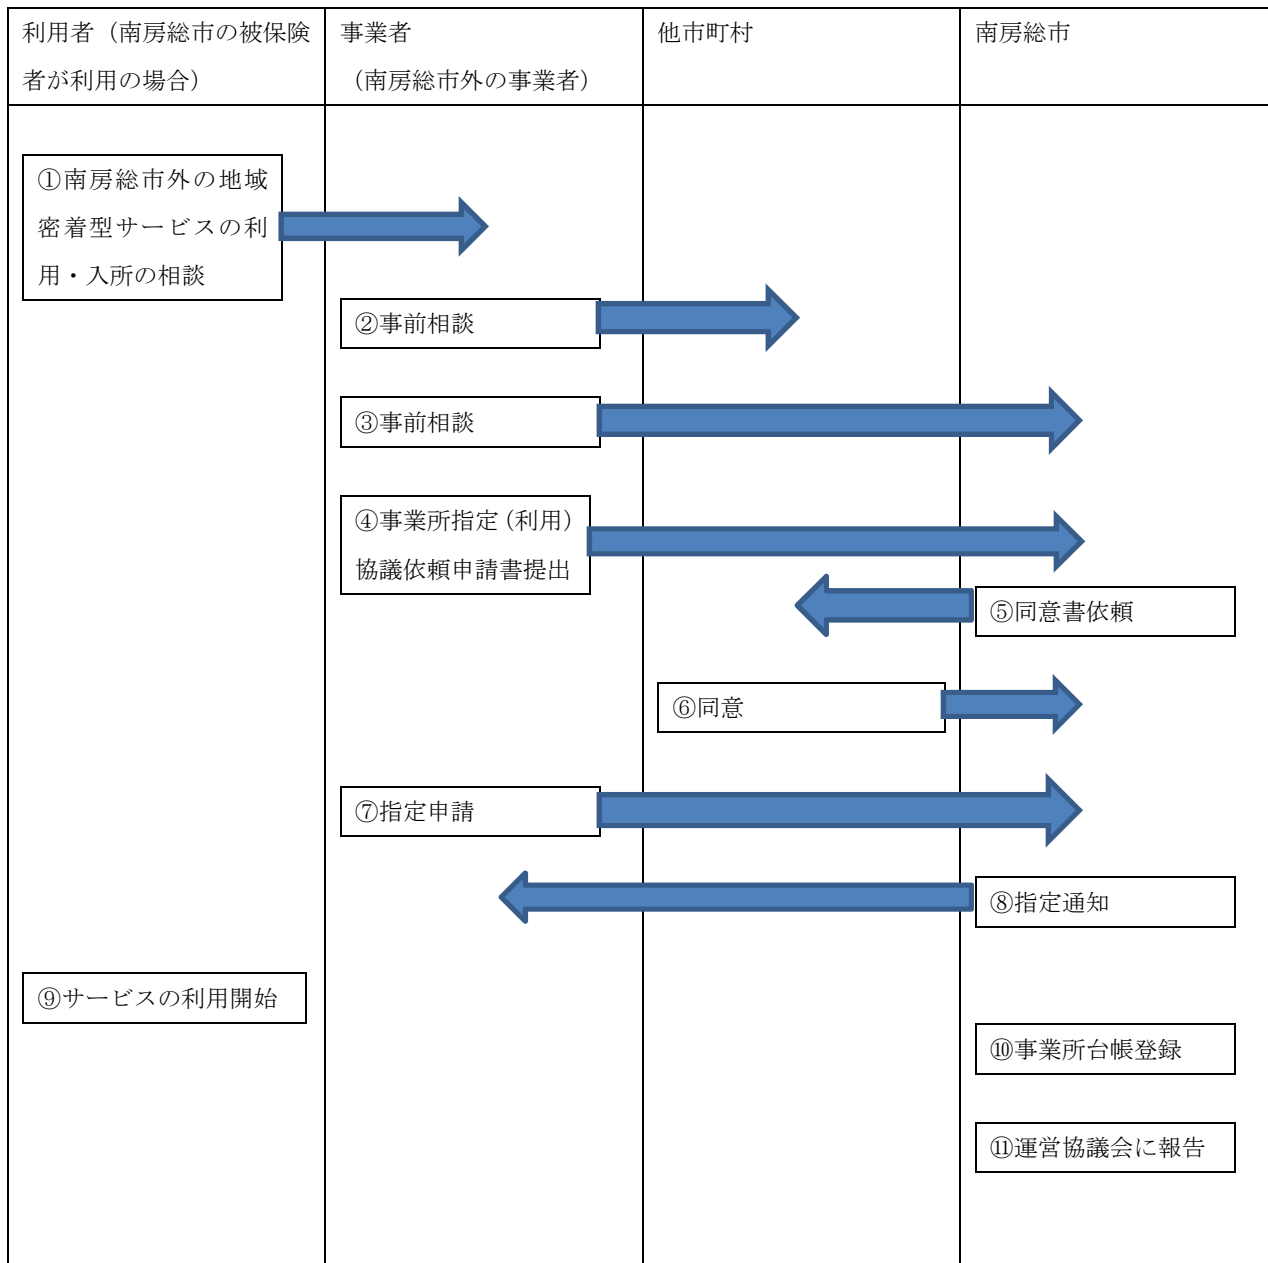 利用者（南房総市の被保険
者が利用の場合）
事業者
（南房総市外の事業者）
他市町村
南房総市
①南房総市外の地域
密着型サービスの利
用・入所の相談
②事前相談
③事前相談
④事業所指定（利用）
協議依頼申請書提出
⑤同意書依頼
⑥同意
⑦指定申請
⑧指定通知
⑨サービスの利用開始
⑩事業所台帳登録
⑪運営協議会に報告